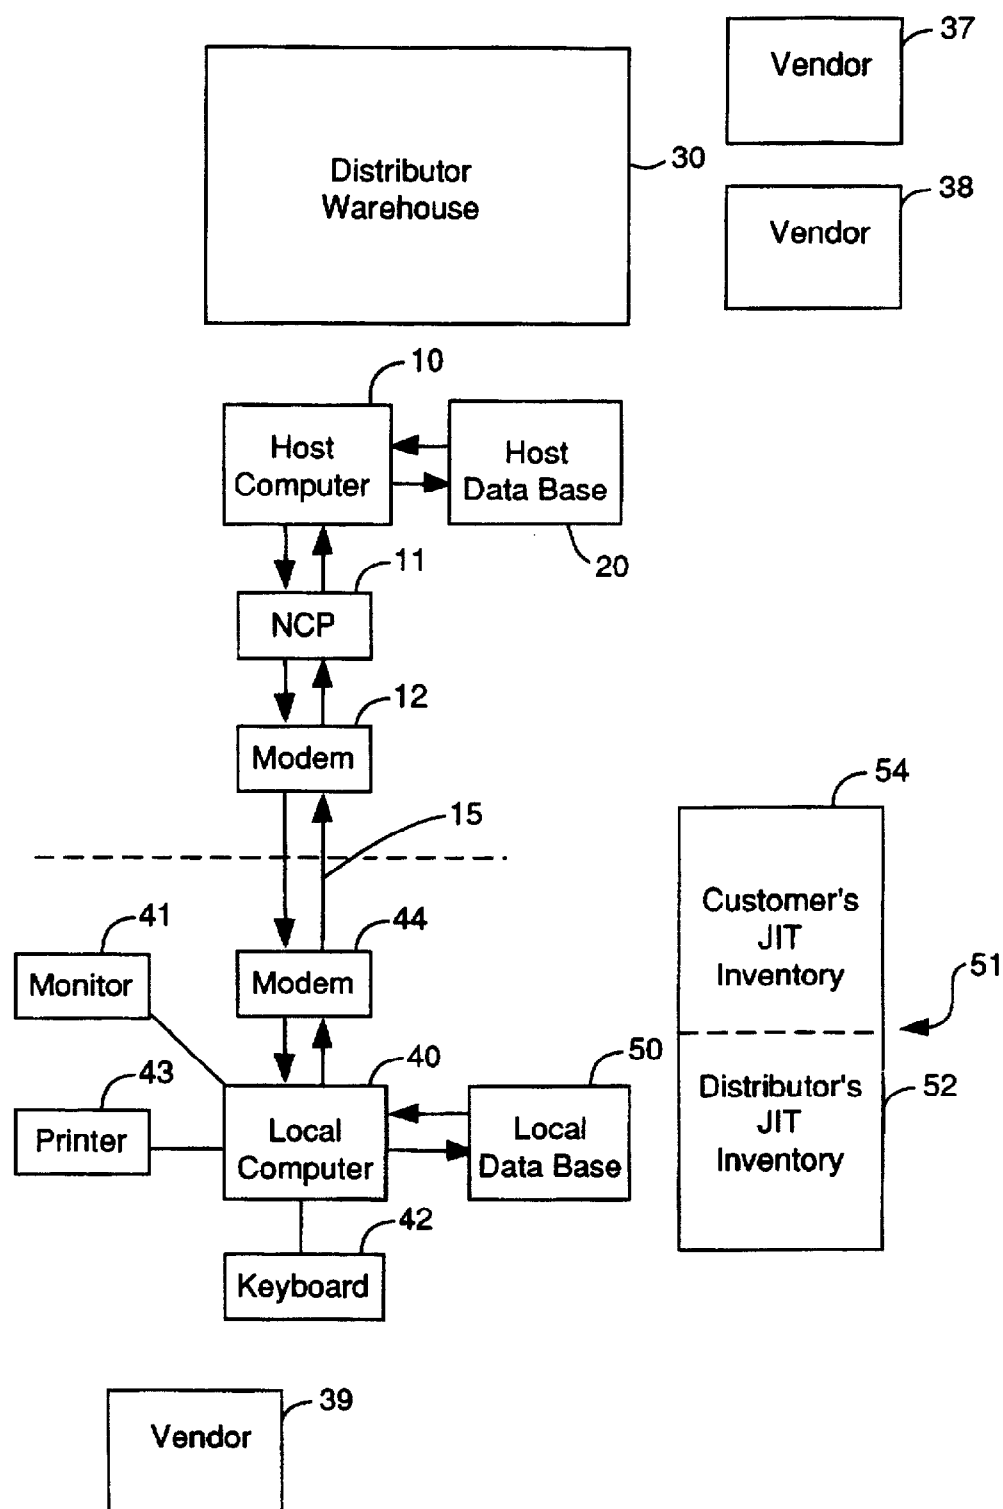 37
Vendor
30
Distributor
Warehouse
38
Vendor
10
Host
Computer
Host
Data Base
20
11
NCP
12
Modem
15
54
Customer's
JIT
Inventory
51
41
Monitor
44
Modem
43
Printer
40
Local
Computer
50
Local
Data Base
Distributor's
JIT
Inventory
52
42
Keyboard
39
Vendor